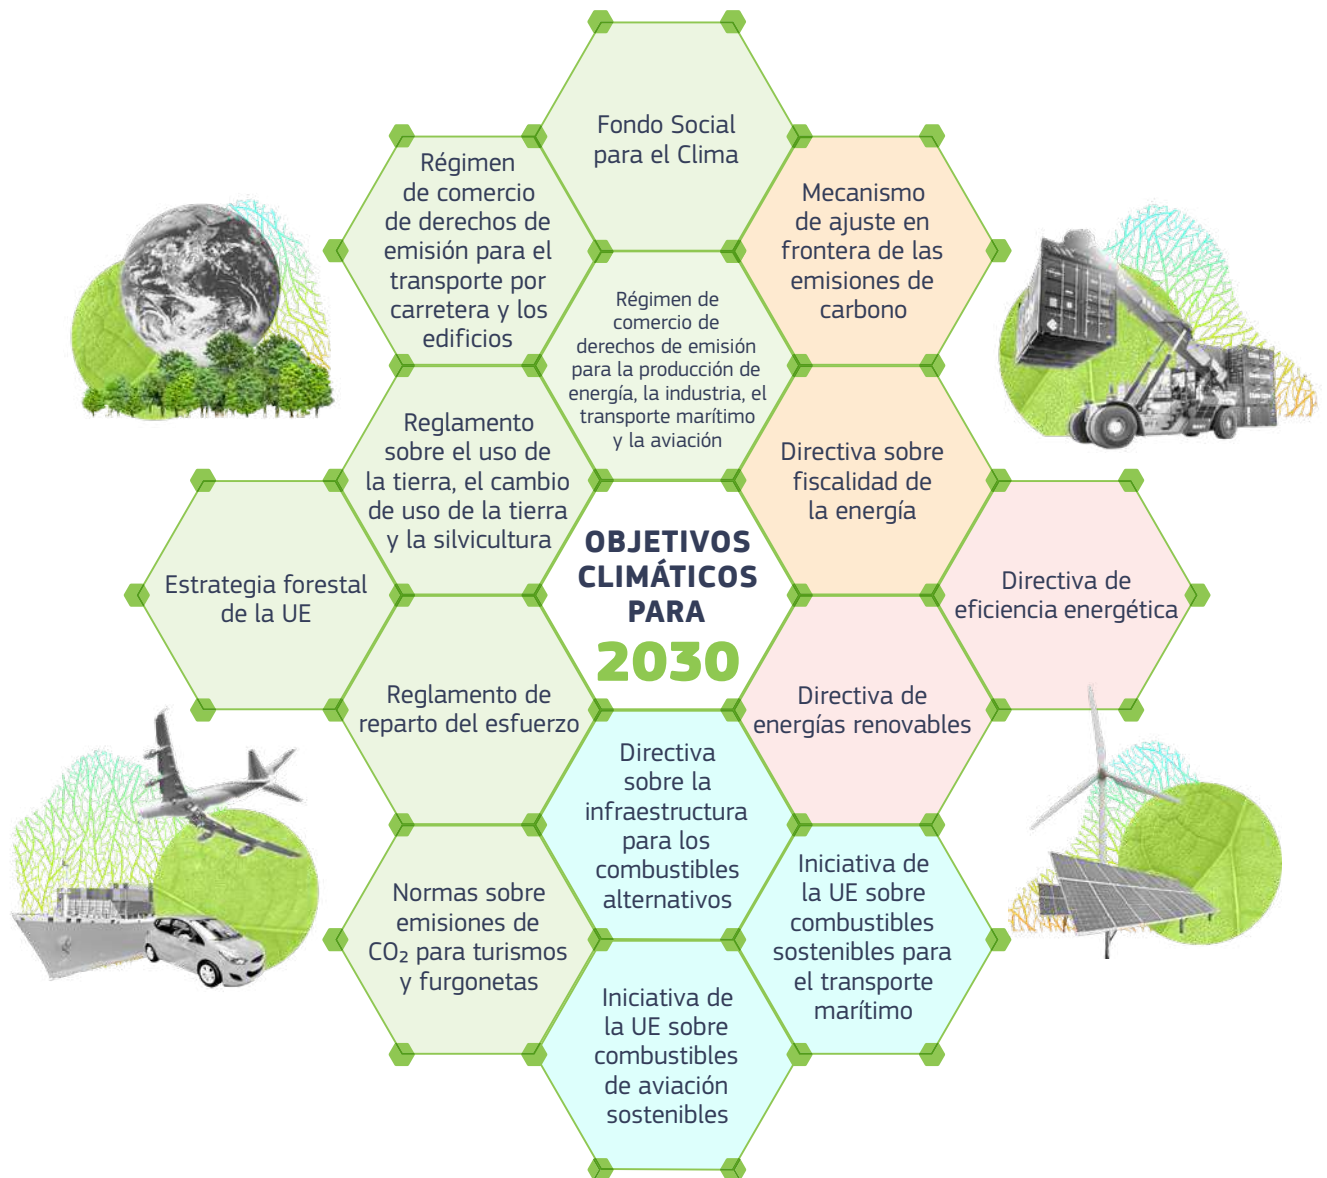 Fondo Social
para el Clima
Régimen
de comercio
de derechos de
emisión para el
transporte por
carretera y los
edificios
Mecanismo
de ajuste en
frontera de las
emisiones de
carbono
Régimen de
comercio de
derechos de emisión
para la producción de
energía, la industria, el
transporte marítimo
y la aviación
Reglamento
sobre el uso de
la tierra, el cambio
de uso de la tierra
y la silvicultura
Directiva sobre
fiscalidad de
la energía
OBJETIVOS
CLIMÁTICOS
PARA
2030
Estrategia forestal
de la UE
Directiva de
eficiencia energética
Reglamento de
reparto del esfuerzo
Directiva de
energías renovables
Directiva
sobre la
infraestructura
para los
combustibles
alternativos
Normas sobre
emisiones de
CO₂ para turismos
y furgonetas
Iniciativa de
la UE sobre
combustibles
sostenibles para
el transporte
marítimo
Iniciativa de
la UE sobre
combustibles
de aviación
sostenibles